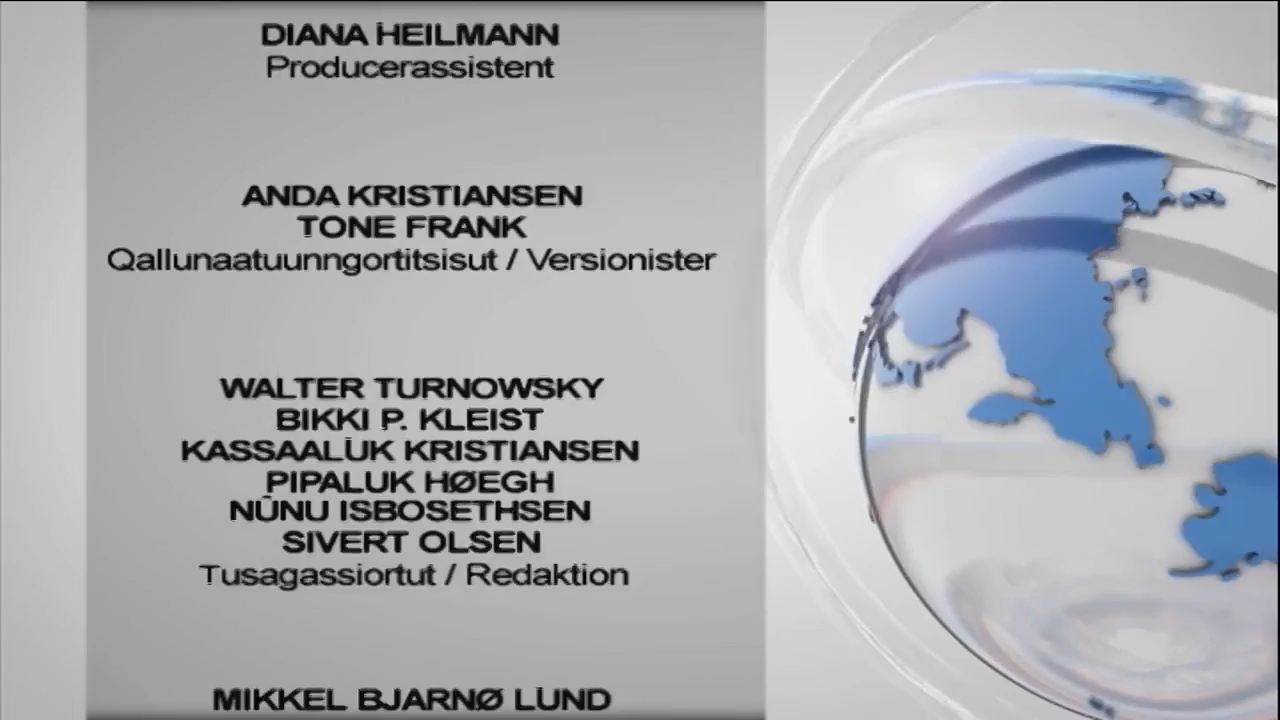 DIANA HEILMANN
Producerassistent
ANDA KRISTIANSEN
TONE FRANK
Qallunaatuunngortitsisut / Versionister
WALTER TURNOWSKY
BIKKI P. KLEIST
KASSAALUK KRISTIANSEN
PIPALUK HØEGH
NÛNU ISBOSETHSEN
SIVERT OLSEN
Tusagassiortut / Redaktion
MIKKEL BJARNØ LUND